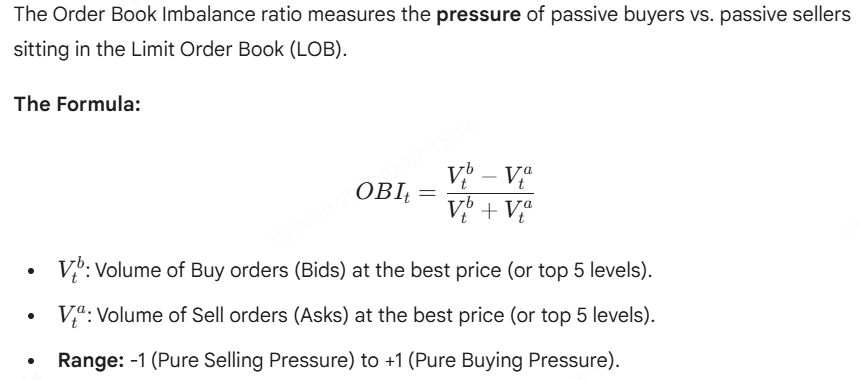 The Order Book Imbalance ratio measures the pressure of passive buyers vs. passive sellers
sitting in the Limit Order Book (LOB).
The Formula:
OBI_t = \frac{V_t^b - V_t^a}{V_t^b + V_t^a}
• V_t^b: Volume of Buy orders (Bids) at the best price (or top 5 levels).
• V_t^a: Volume of Sell orders (Asks) at the best price (or top 5 levels).
• Range: -1 (Pure Selling Pressure) to +1 (Pure Buying Pressure).